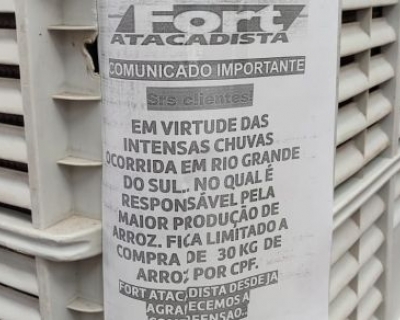 Fort
ATACADISTA
COMUNICADO IMPORTANTE
Srs clientes
EM VIRTUDE DAS
INTENSAS CHUVAS
OCORRIDA EM RIO GRANDE
DO SUL.. NO QUAL É
RESPONSÁVEL PELA
MAIOR PRODUÇÃO DE
ARROZ. FICA LIMITADO A
COMPRA DE 30 KG DE
ARROZ POR CPF.
FORT ATACADISTA DESDE JA
AGRADECEMOS A
COMPREENSAO..